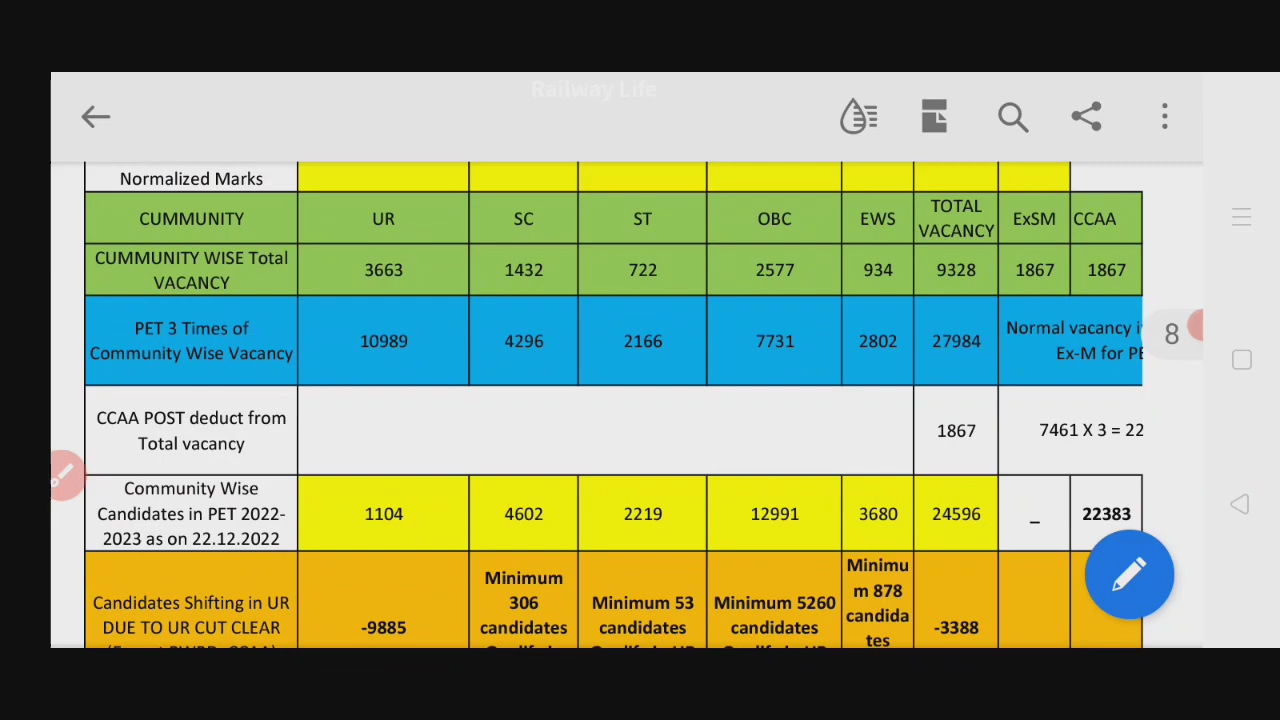 Railway Life
Normalized Marks
CUMMUNITY UR SC ST OBC EWS TOTAL VACANCY ExSM CCAA
CUMMUNITY WISE Total VACANCY 3663 1432 722 2577 934 9328 1867 1867
PET 3 Times of Community Wise Vacancy 10989 4296 2166 7731 2802 27984 Normal vacancy
Ex-M for
8
CCAA POST deduct from Total vacancy 1867 7461 X 3 = 22
Community Wise Candidates in PET 2022-2023 as on 22.12.2022 1104 4602 2219 12991 3680 24596 _ 22383
Candidates Shifting in UR DUE TO UR CUT CLEAR -9885 Minimum 306 candidates Minimum 53 candidates Minimum 5260 candidates Minimu m 878 candida tes -3388